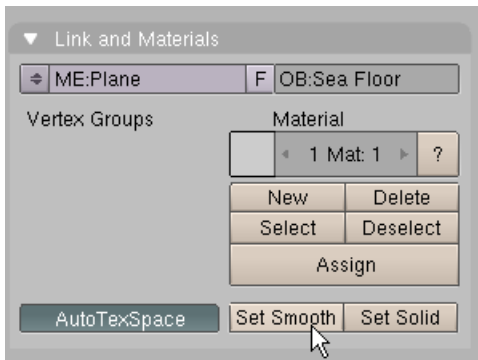 Link and Materials
ME:Plane F OB:Sea Floor
Vertex Groups Material
1 Mat: 1 ?
New Delete
Select Deselect
Assign
AutoTexSpace Set Smooth Set Solid